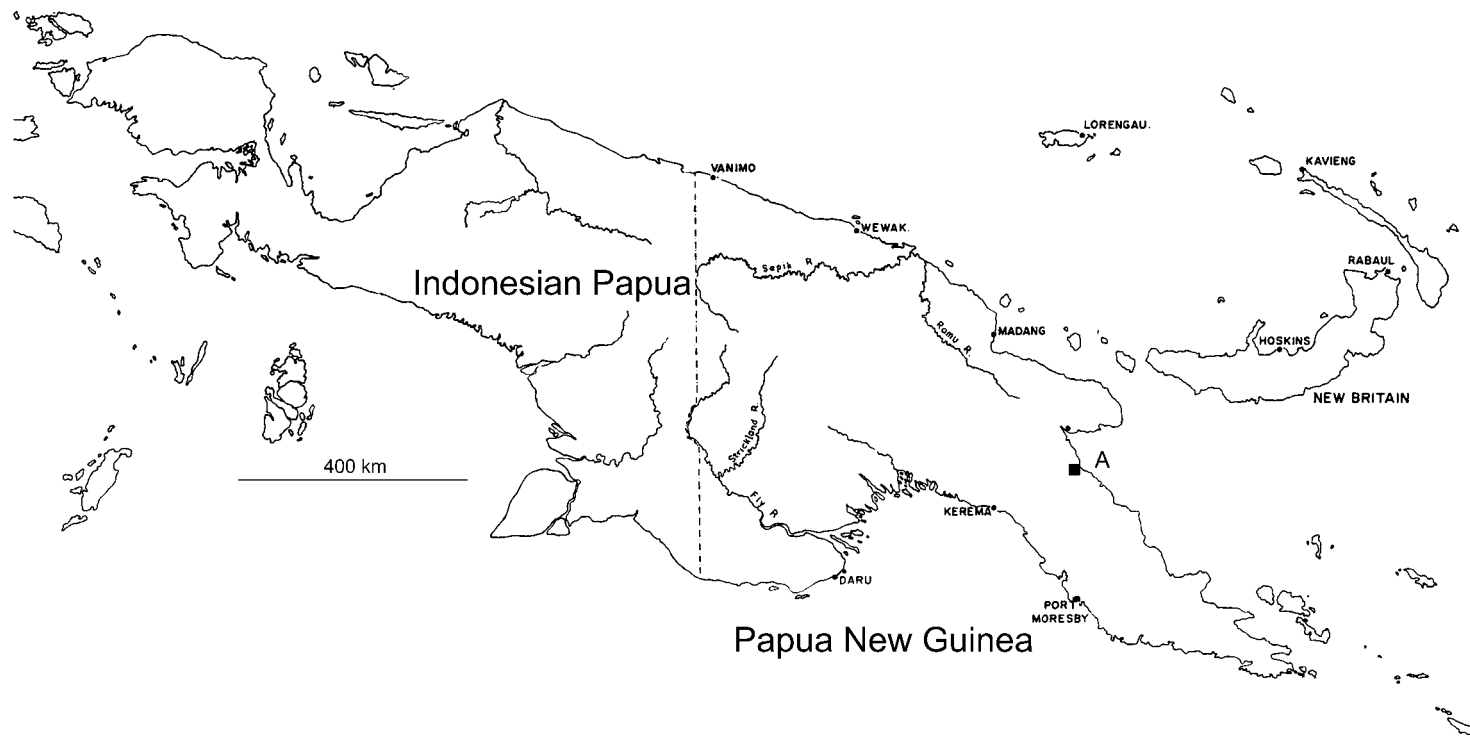 LORENGAU.
KAVIENG
VANIMO
WEWAK.
RABAUL
Sepik R.
Indonesian Papua
MADANG
Ramu R.
HOSKINS
NEW BRITAIN
Strickland R.
A
400 km
Fly R.
KEREMA
DARU
PORT
MORESBY
Papua New Guinea